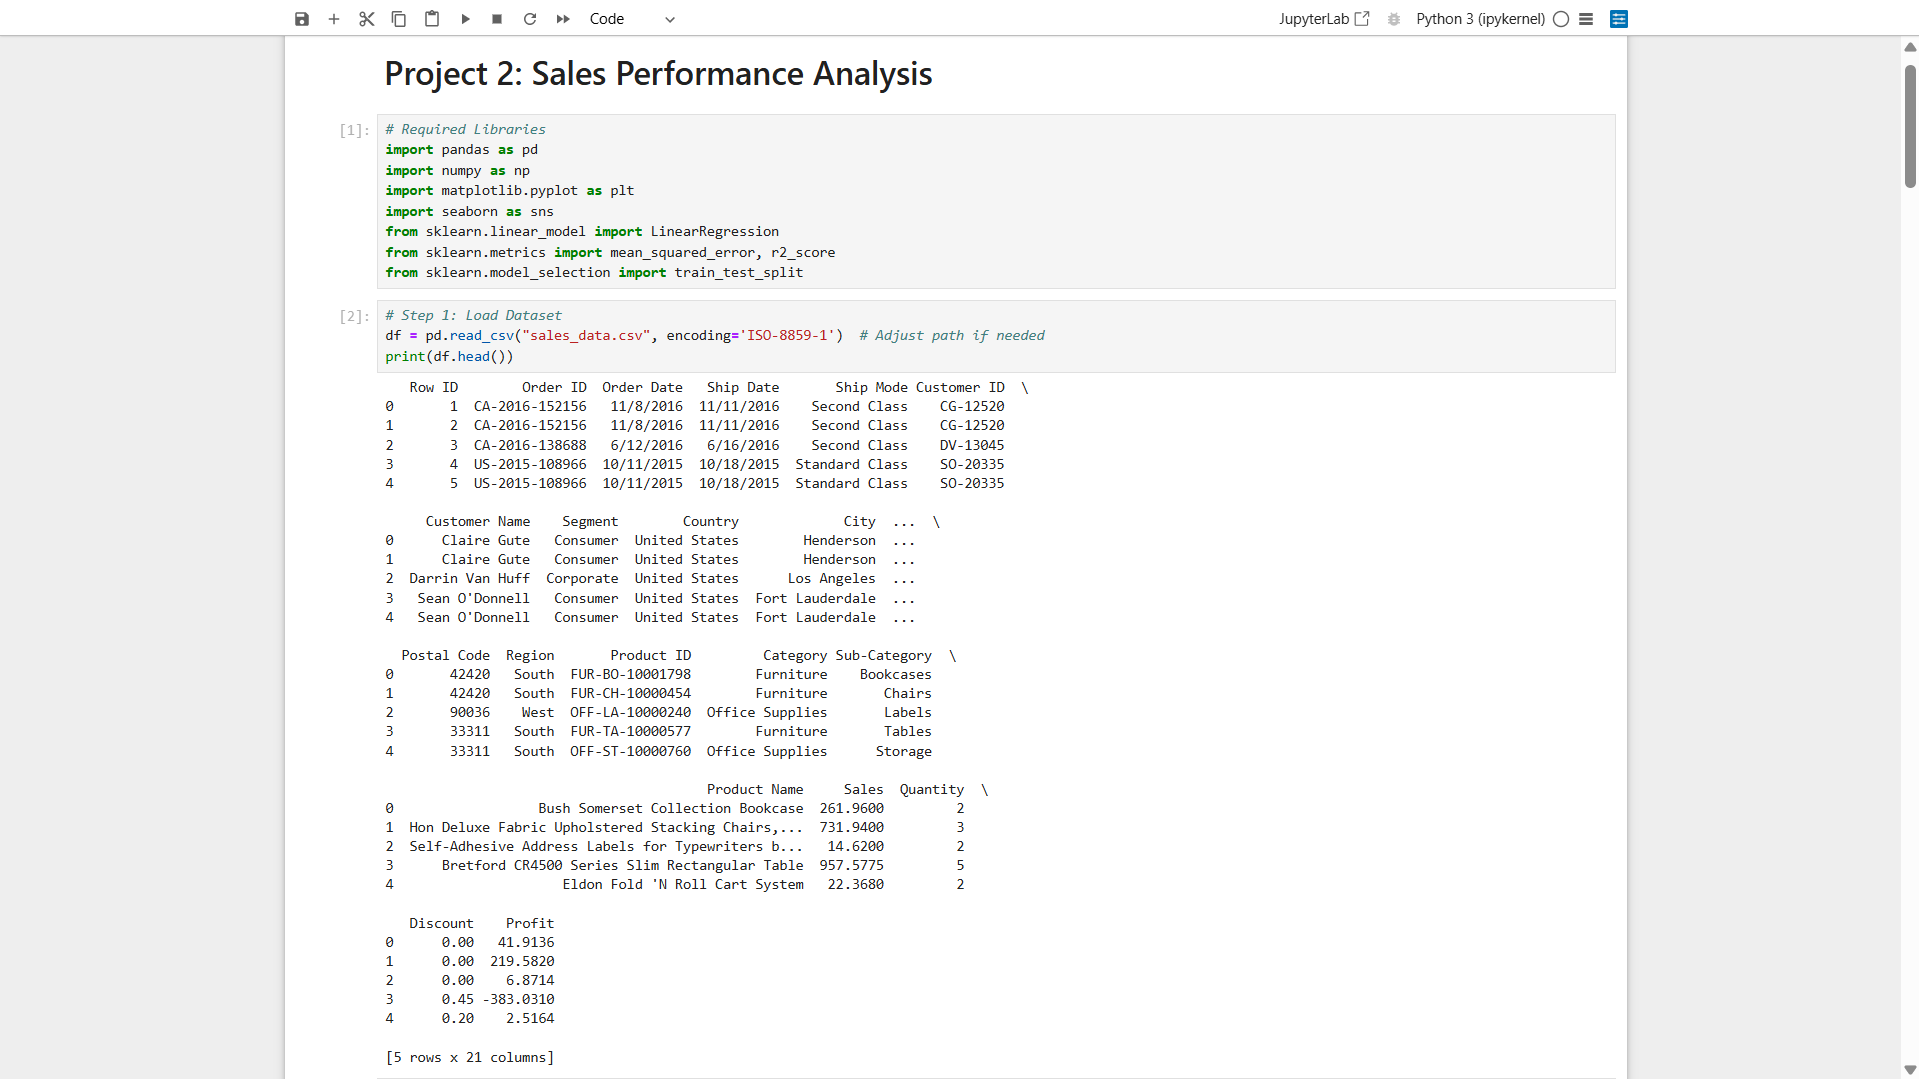 Code
JupyterLab
Python 3 (ipykernel)
Project 2: Sales Performance Analysis
[1]:
# Required Libraries
import pandas as pd
import numpy as np
import matplotlib.pyplot as plt
import seaborn as sns
from sklearn.linear_model import LinearRegression
from sklearn.metrics import mean_squared_error, r2_score
from sklearn.model_selection import train_test_split
[2]:
# Step 1: Load Dataset
df = pd.read_csv("sales_data.csv", encoding='ISO-8859-1')  # Adjust path if needed
print(df.head())
   Row ID        Order ID  Order Date   Ship Date       Ship Mode Customer ID  \
0       1  CA-2016-152156   11/8/2016  11/11/2016    Second Class    CG-12520
1       2  CA-2016-152156   11/8/2016  11/11/2016    Second Class    CG-12520
2       3  CA-2016-138688   6/12/2016   6/16/2016    Second Class    DV-13045
3       4  US-2015-108966  10/11/2015  10/18/2015  Standard Class    SO-20335
4       5  US-2015-108966  10/11/2015  10/18/2015  Standard Class    SO-20335
     Customer Name    Segment        Country             City  ...  \
0      Claire Gute   Consumer  United States        Henderson  ...
1      Claire Gute   Consumer  United States        Henderson  ...
2  Darrin Van Huff  Corporate  United States      Los Angeles  ...
3   Sean O'Donnell   Consumer  United States  Fort Lauderdale  ...
4   Sean O'Donnell   Consumer  United States  Fort Lauderdale  ...
  Postal Code  Region       Product ID         Category Sub-Category  \
0       42420   South  FUR-BO-10001798        Furniture    Bookcases
1       42420   South  FUR-CH-10000454        Furniture       Chairs
2       90036    West  OFF-LA-10000240  Office Supplies       Labels
3       33311   South  FUR-TA-10000577        Furniture       Tables
4       33311   South  OFF-ST-10000760  Office Supplies      Storage
                                        Product Name     Sales  Quantity  \
0                  Bush Somerset Collection Bookcase  261.9600         2
1  Hon Deluxe Fabric Upholstered Stacking Chairs,...  731.9400         3
2  Self-Adhesive Address Labels for Typewriters b...   14.6200         2
3      Bretford CR4500 Series Slim Rectangular Table  957.5775         5
4                     Eldon Fold 'N Roll Cart System   22.3680         2
   Discount    Profit
0      0.00   41.9136
1      0.00  219.5820
2      0.00    6.8714
3      0.45 -383.0310
4      0.20    2.5164
[5 rows x 21 columns]